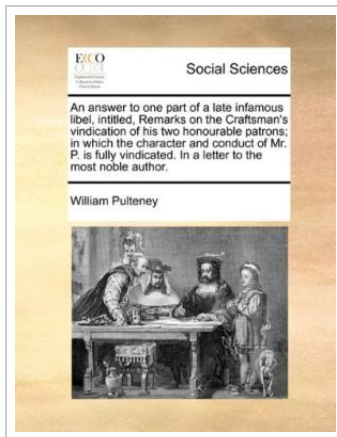 ECCO
Social Sciences
An answer to one part of a late infamous
libel, intitled, Remarks on the Craftsman's
vindication of his two honourable patrons;
in which the character and conduct of Mr.
P. is fully vindicated. In a letter to the
most noble author.
William Pulteney